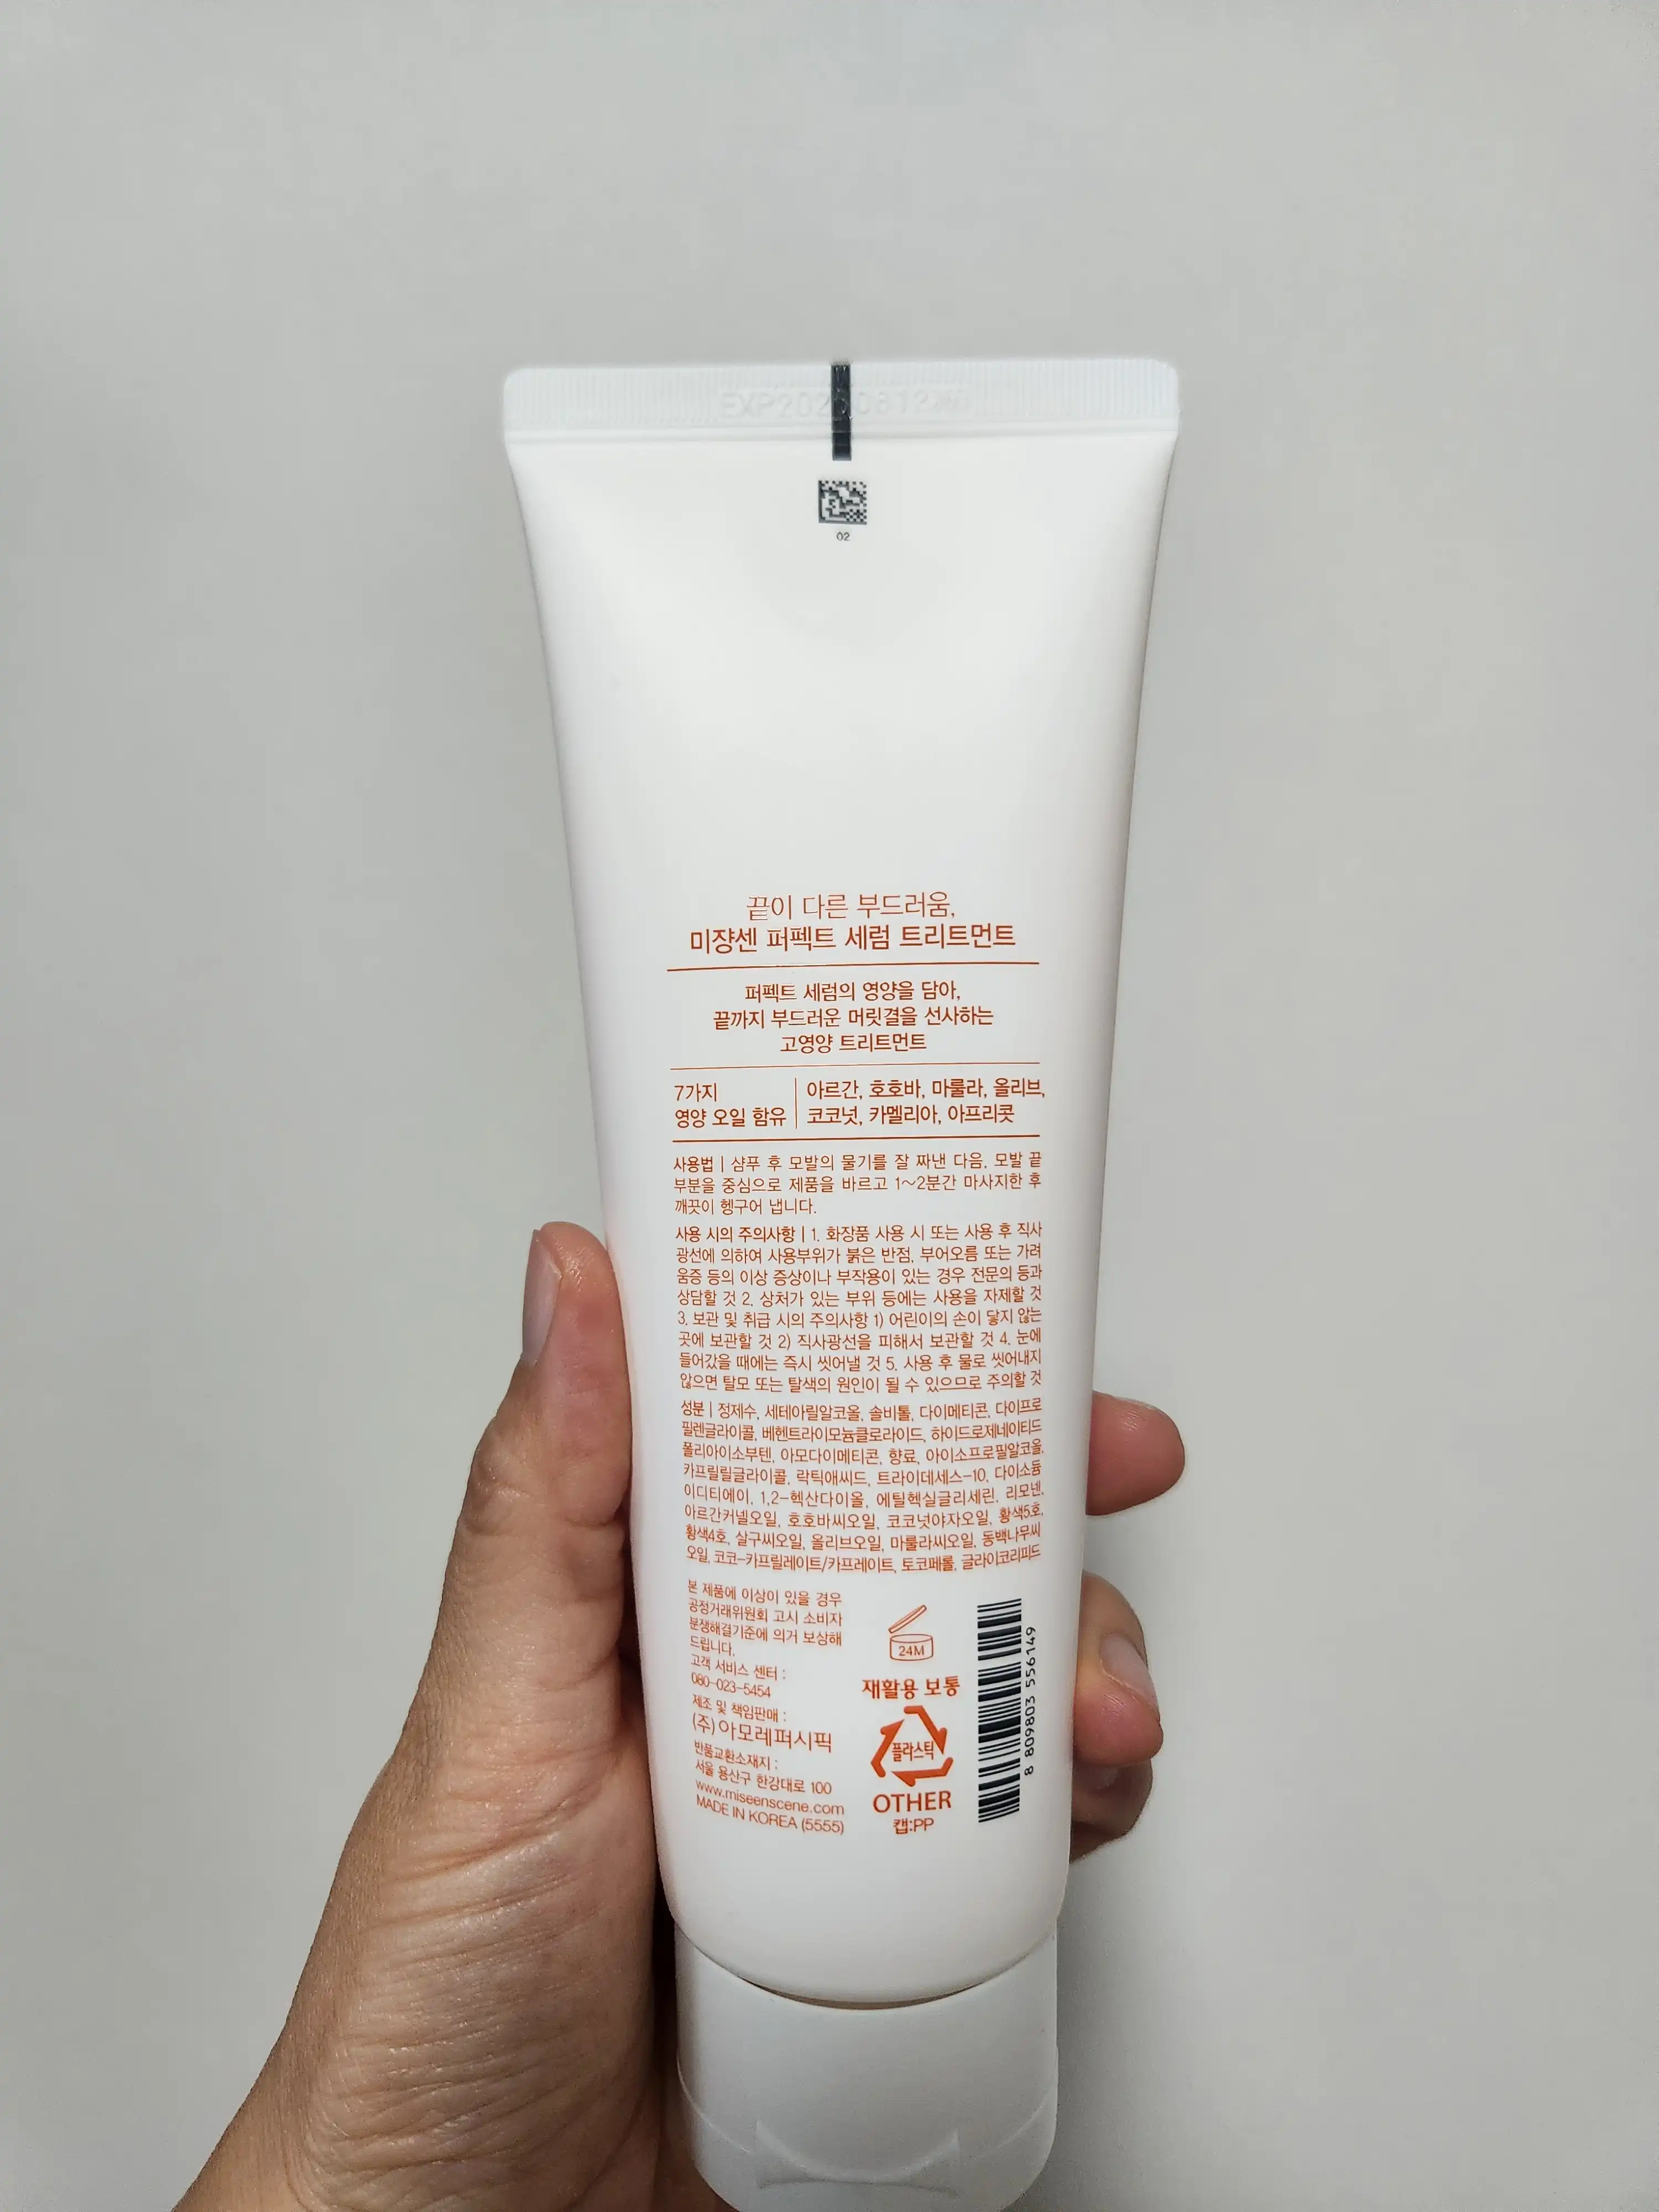 02
끝이 다른 부드러움,
미쟝센 퍼펙트 세럼 트리트먼트
퍼펙트 세럼의 영양을 담아,
끝까지 부드러운 머릿결을 선사하는
고영양 트리트먼트
7가지
영양 오일 함유
아르간, 호호바, 마룰라, 올리브,
코코넛, 카멜리아, 아프리콧
사용법 | 샴푸 후 모발의 물기를 잘 짜낸 다음, 모발 끝
부분을 중심으로 제품을 바르고 1~2분간 마사지한 후
깨끗이 헹구어 냅니다.
사용 시의 주의사항 | 1. 화장품 사용 시 또는 사용 후 직사
광선에 의하여 사용부위가 붉은 반점, 부어오름 또는 가려
움증 등의 이상 증상이나 부작용이 있는 경우 전문의 등과
상담할 것 2. 상처가 있는 부위 등에는 사용을 자제할 것
3. 보관 및 취급 시의 주의사항 1) 어린이의 손이 닿지 않는
곳에 보관할 것 2) 직사광선을 피해서 보관할 것 4. 눈에
들어갔을 때에는 즉시 씻어낼 것 5. 사용 후 물로 씻어내지
않으면 탈모 또는 탈색의 원인이 될 수 있으므로 주의할 것
성분 | 정제수, 세테아릴알코올, 솔비톨, 다이메티콘, 다이프로
필렌글라이콜, 베헨트라이모늄클로라이드, 하이드로제네이티드
폴리아이소부텐, 아모다이메티콘, 향료, 아이소프로필알코올,
카프릴릴글라이콜, 락틱애씨드, 트라이데세스-10, 다이소듐
이디티에이, 1,2-헥산다이올, 에틸헥실글리세린, 리모넨,
아르간커넬오일, 호호바씨오일, 코코넛야자오일, 황색5호,
황색4호, 살구씨오일, 올리브오일, 마룰라씨오일, 동백나무씨
오일, 코코-카프릴레이트/카프레이트, 토코페롤, 글라이코리피드
본 제품에 이상이 있을 경우
공정거래위원회 고시 소비자
분쟁해결기준에 의거 보상해
드립니다.
고객 서비스 센터 :
080-023-5454
제조 및 책임판매 :
(주)아모레퍼시픽
반품교환소재지 :
서울 용산구 한강대로 100
www.miseenscene.com
MADE IN KOREA (5555)
24M
재활용 보통
플라스틱
OTHER
캡:PP
8 809803 556149